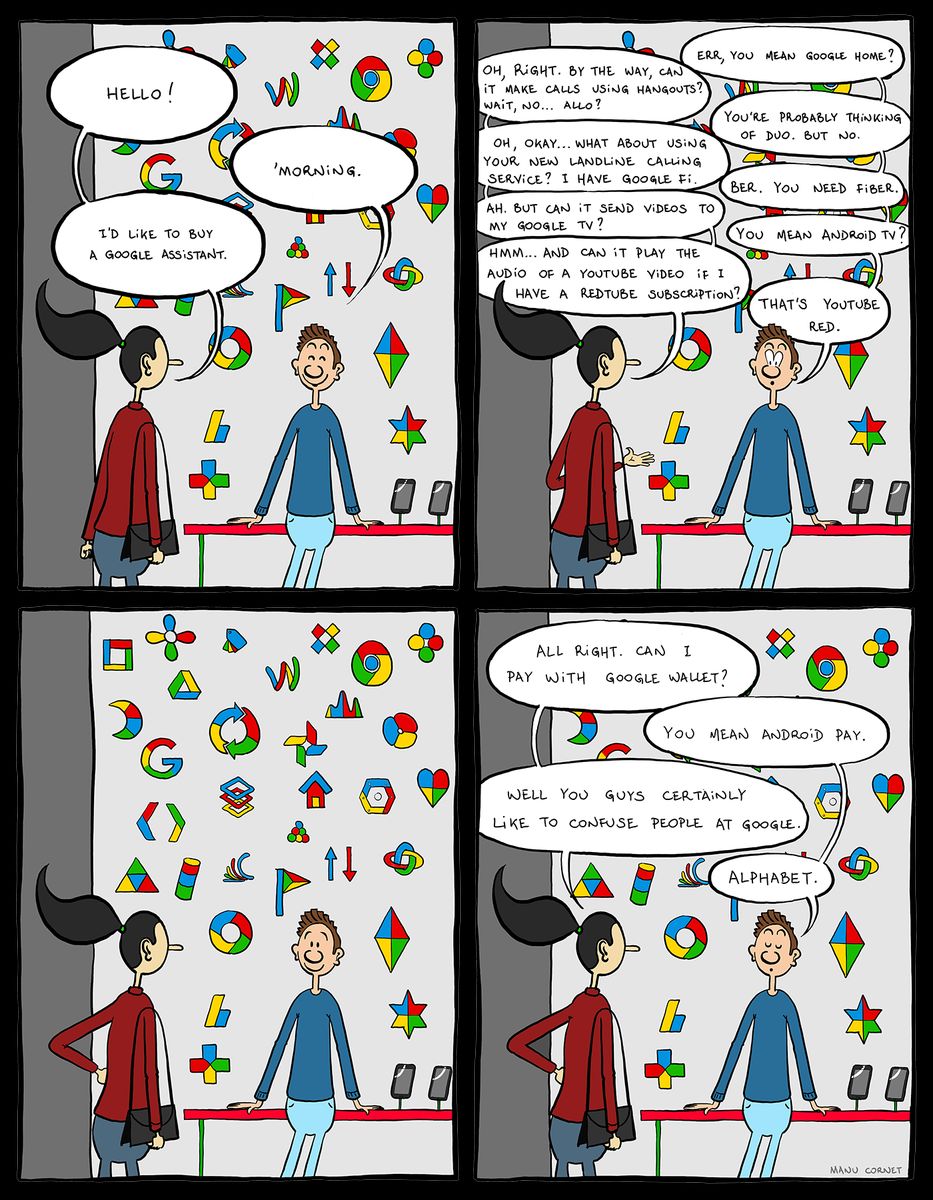 HELLO!
'MORNING.
I'D LIKE TO BUY
A GOOGLE ASSISTANT.
ERR, YOU MEAN GOOGLE HOME?
OH, RIGHT. BY THE WAY, CAN
IT MAKE CALLS USING HANGOUTS?
WAIT, NO... ALLO?
YOU'RE PROBABLY THINKING
OF DUO. BUT NO.
OH, OKAY... WHAT ABOUT USING
YOUR NEW LANDLINE CALLING
SERVICE? I HAVE GOOGLE FI.
BER. YOU NEED FIBER.
AH. BUT CAN IT SEND VIDEOS TO
MY GOOGLE TV?
YOU MEAN ANDROID TV?
HMM... AND CAN IT PLAY THE
AUDIO OF A YOUTUBE VIDEO IF I
HAVE A REDTUBE SUBSCRIPTION?
THAT'S YOUTUBE
RED.
ALL RIGHT. CAN I
PAY WITH GOOGLE WALLET?
YOU MEAN ANDROID PAY.
WELL YOU GUYS CERTAINLY
LIKE TO CONFUSE PEOPLE AT GOOGLE.
ALPHABET.
MANU CORNET